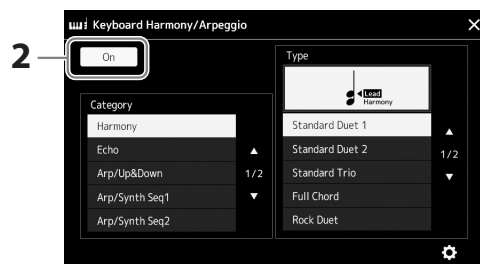 Keyboard Harmony/Arpeggio
2
On
Category
Harmony
Echo
Arp/Up&Down
Arp/Synth Seq1
Arp/Synth Seq2
1/2
Type
Lead
Harmony
Standard Duet 1
Standard Duet 2
Standard Trio
Full Chord
Rock Duet
1/2